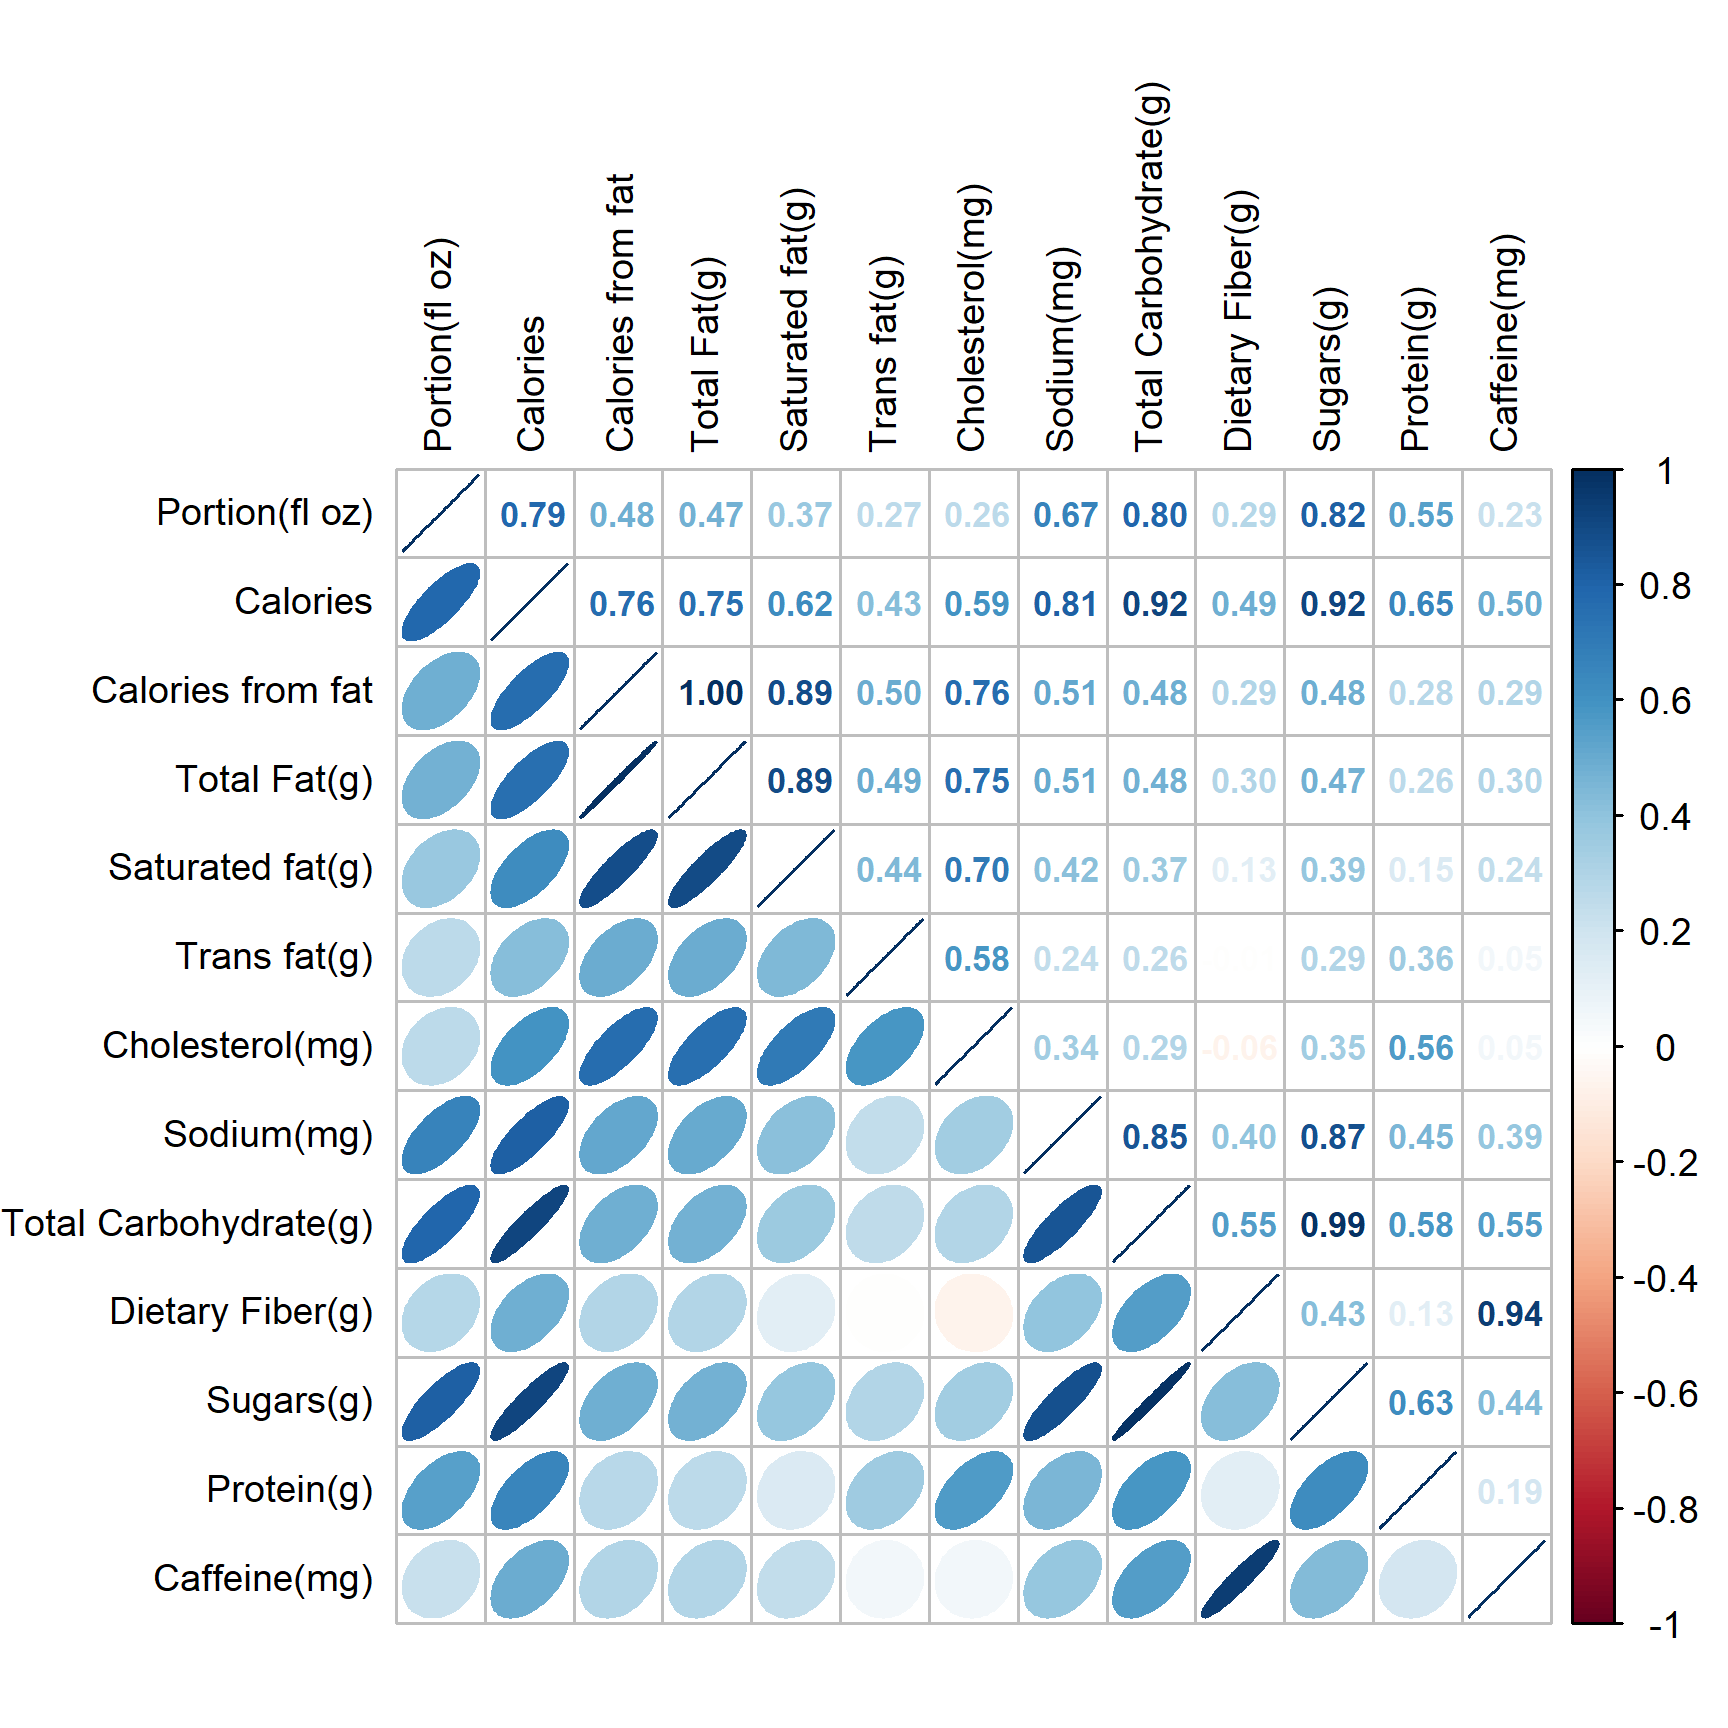 Portion(fl oz)
Calories
Calories from fat
Total Fat(g)
Saturated fat(g)
Trans fat(g)
Cholesterol(mg)
Sodium(mg)
Total Carbohydrate(g)
Dietary Fiber(g)
Sugars(g)
Protein(g)
Caffeine(mg)
Portion(fl oz) 0.79 0.48 0.47 0.37 0.27 0.26 0.67 0.80 0.29 0.82 0.55 0.23
Calories 0.76 0.75 0.62 0.43 0.59 0.81 0.92 0.49 0.92 0.65 0.50
Calories from fat 1.00 0.89 0.50 0.76 0.51 0.48 0.29 0.48 0.28 0.29
Total Fat(g) 0.89 0.49 0.75 0.51 0.48 0.30 0.47 0.26 0.30
Saturated fat(g) 0.44 0.70 0.42 0.37 0.13 0.39 0.15 0.24
Trans fat(g) 0.58 0.24 0.26 0.29 0.36 0.05
Cholesterol(mg) 0.34 0.29 -0.06 0.35 0.56 0.05
Sodium(mg) 0.85 0.40 0.87 0.45 0.39
Total Carbohydrate(g) 0.55 0.99 0.58 0.55
Dietary Fiber(g) 0.43 0.13 0.94
Sugars(g) 0.63 0.44
Protein(g) 0.19
Caffeine(mg)
1
0.8
0.6
0.4
0.2
0
-0.2
-0.4
-0.6
-0.8
-1